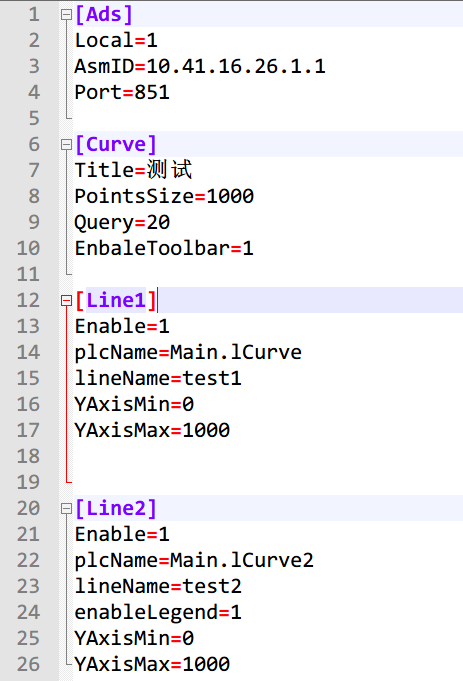 1 [Ads]
2 Local=1
3 AsmID=10.41.16.26.1.1
4 Port=851
5
6 [Curve]
7 Title=测试
8 PointsSize=1000
9 Query=20
10 EnbaleToolbar=1
11
12 [Line1]
13 Enable=1
14 plcName=Main.lCurve
15 lineName=test1
16 YAxisMin=0
17 YAxisMax=1000
18
19
20 [Line2]
21 Enable=1
22 plcName=Main.lCurve2
23 lineName=test2
24 enableLegend=1
25 YAxisMin=0
26 YAxisMax=1000